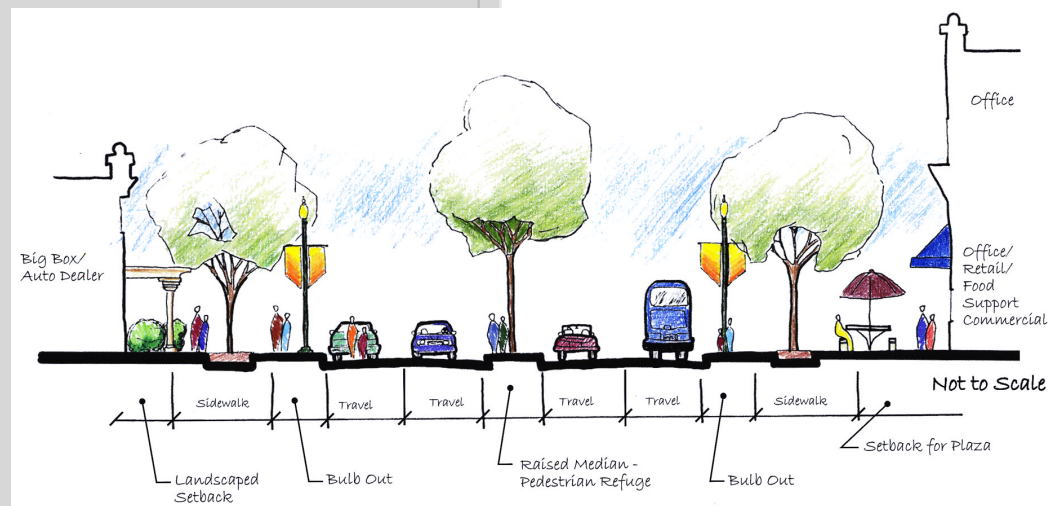 Office
Big Box/
Auto Dealer
Office/
Retail/
Food
Support
Commercial
Not to Scale
Sidewalk
Travel
Travel
Travel
Travel
Sidewalk
Landscaped
Setback
Bulb Out
Raised Median -
Pedestrian Refuge
Bulb Out
Setback for Plaza